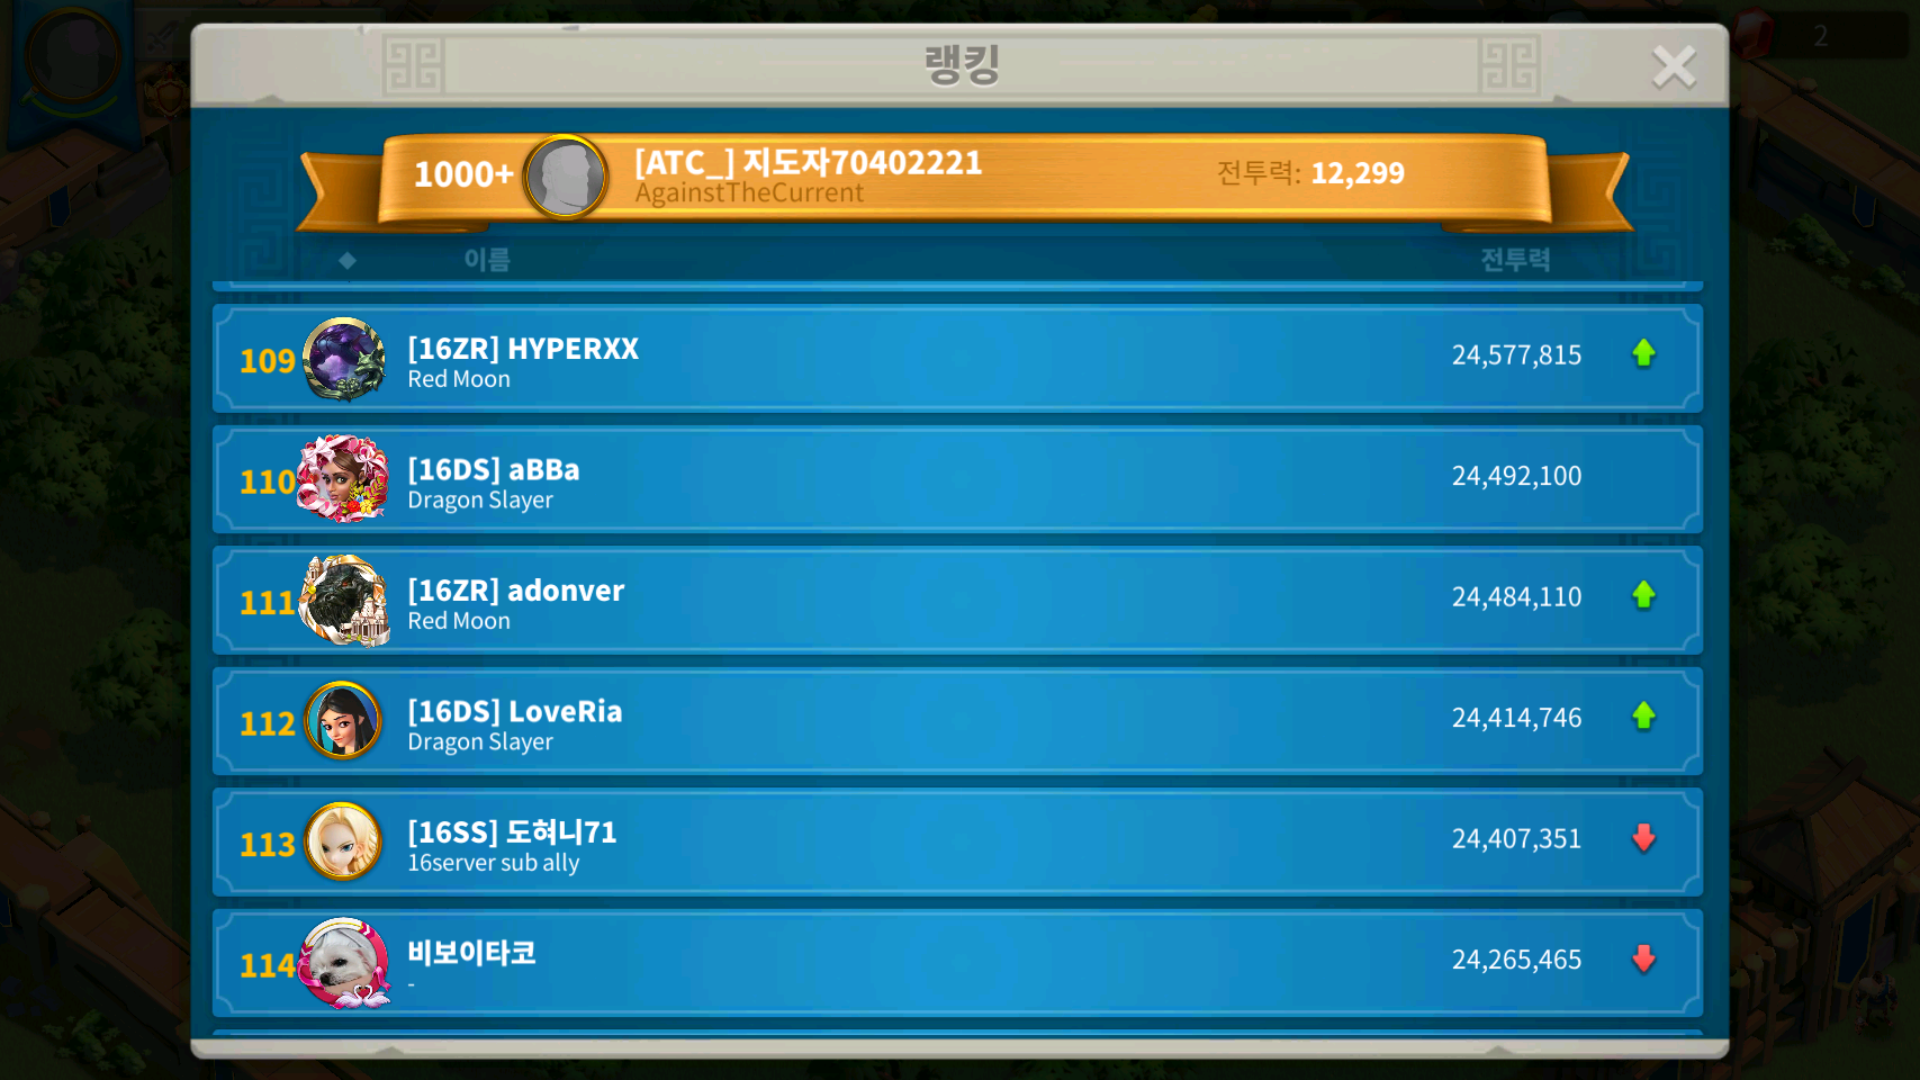 랭킹
2
1000+
[ATC_] 지도자70402221
AgainstTheCurrent
전투력: 12,299
이름
전투력
109
[16ZR] HYPERXX
Red Moon
24,577,815
110
[16DS] aBBa
Dragon Slayer
24,492,100
111
[16ZR] adonver
Red Moon
24,484,110
112
[16DS] LoveRia
Dragon Slayer
24,414,746
113
[16SS] 도혀니71
16server sub ally
24,407,351
114
비보이타코
-
24,265,465